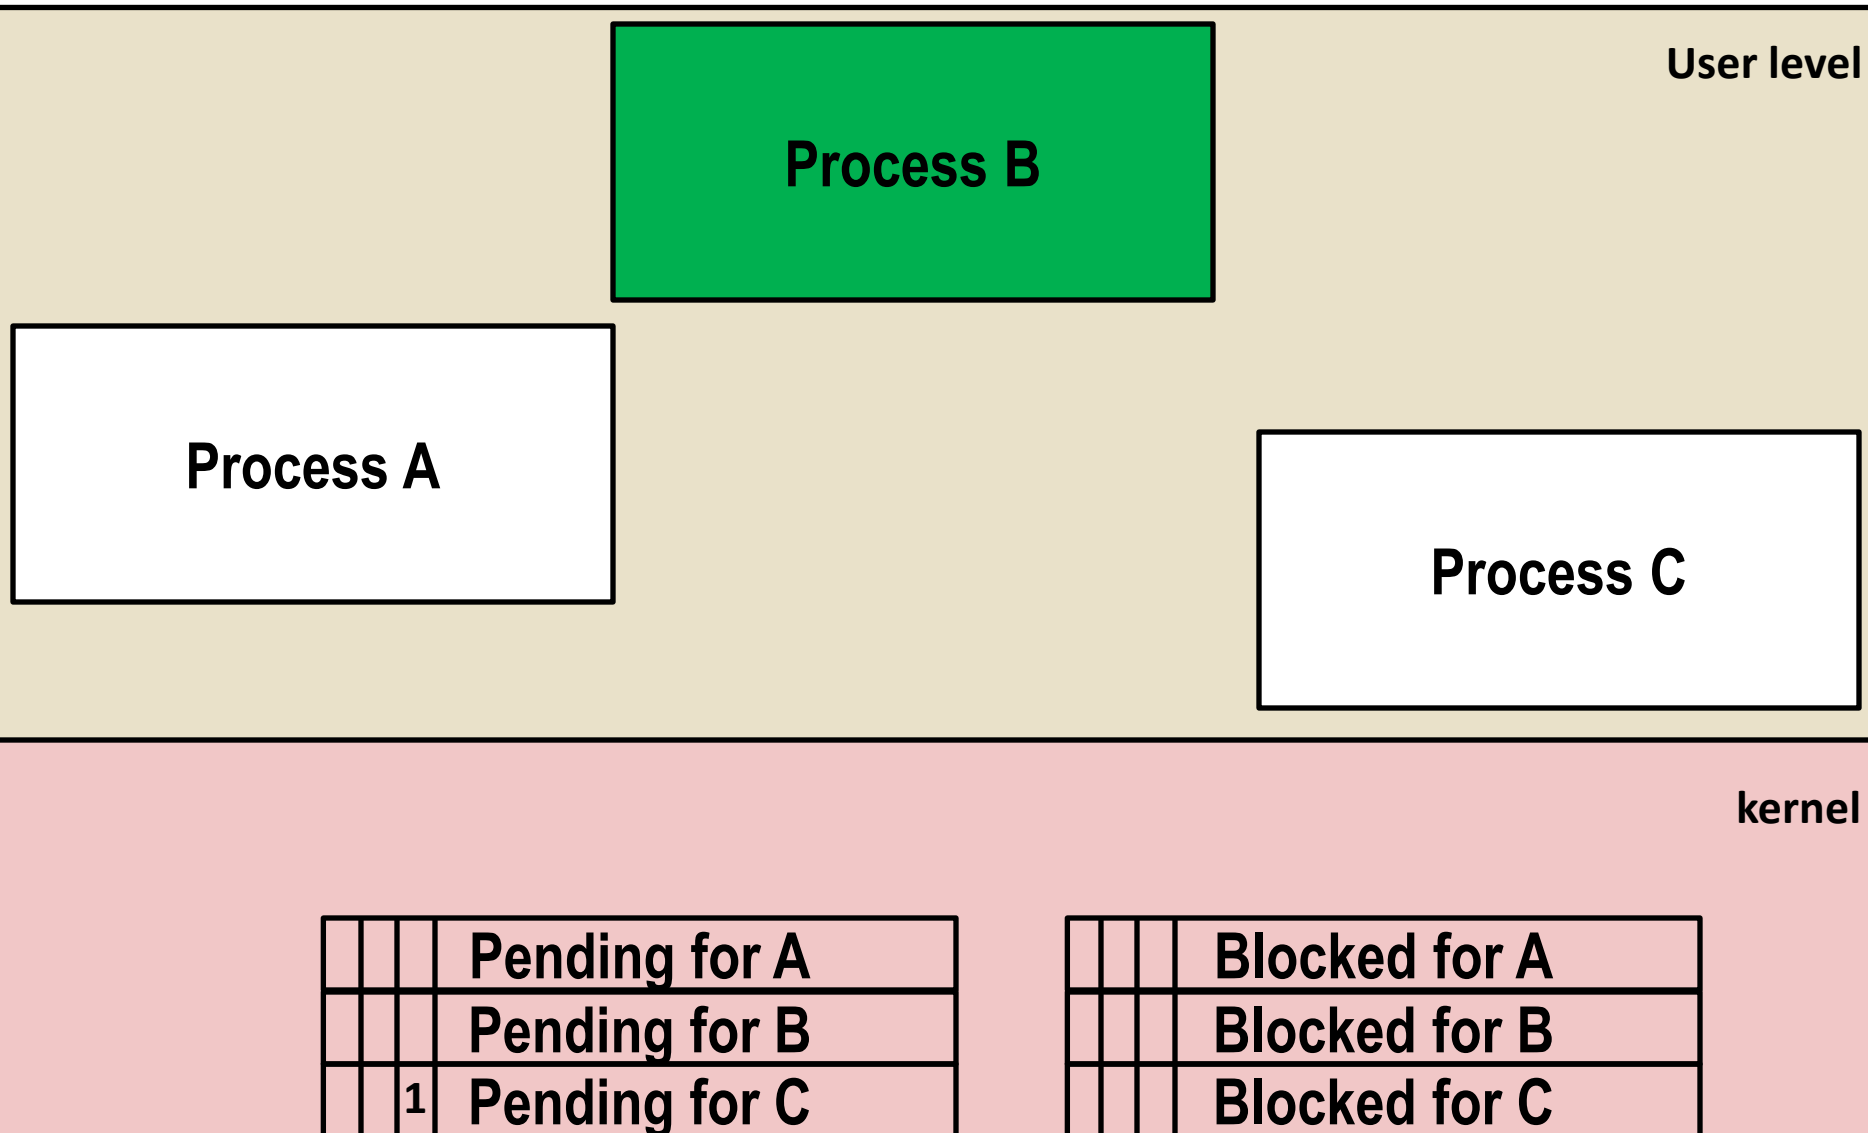 User level
Process B
Process A
Process C
kernel
Pending for A
Blocked for A
Pending for B
Blocked for B
1 Pending for C
Blocked for C